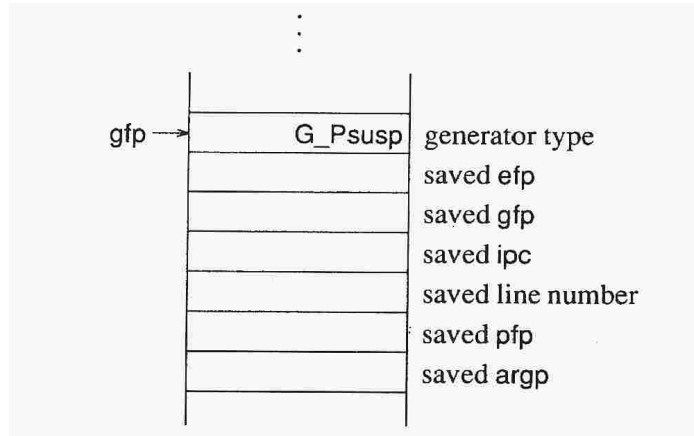 gfp G_Psusp generator type
saved efp
saved gfp
saved ipc
saved line number
saved pfp
saved argp